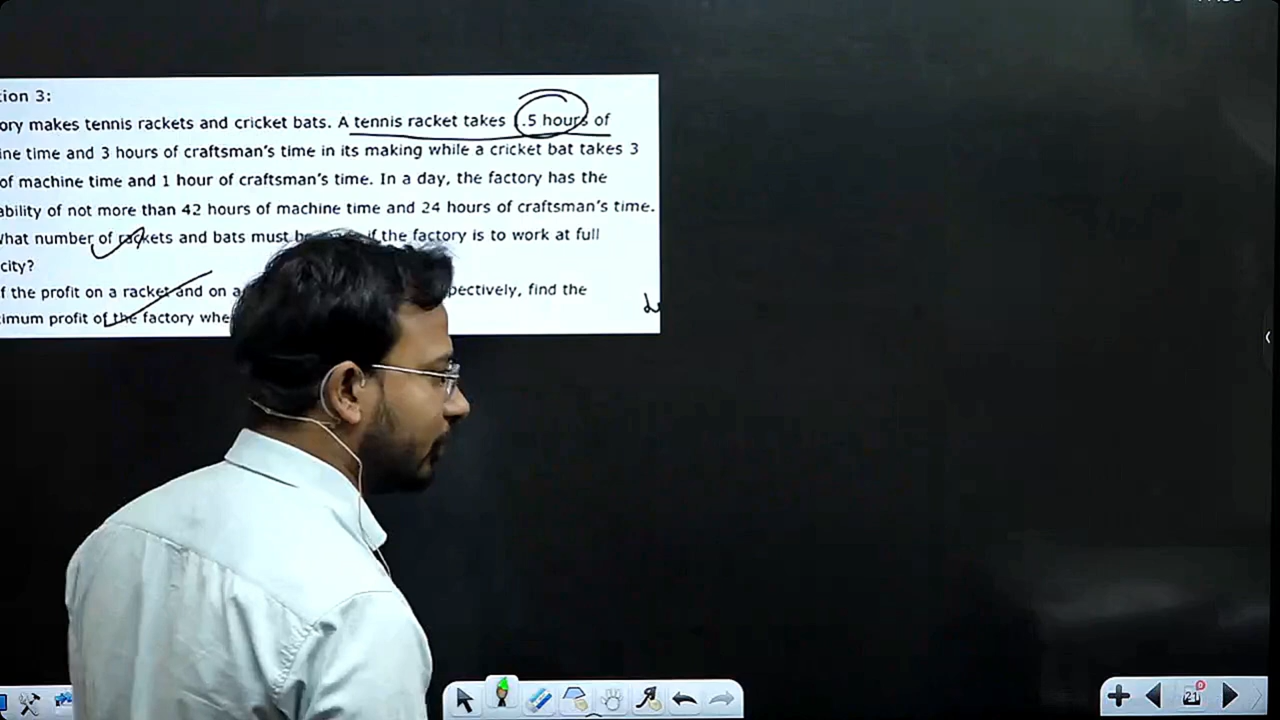 tion 3:
ory makes tennis rackets and cricket bats. A tennis racket takes .5 hours of
ine time and 3 hours of craftsman's time in its making while a cricket bat takes 3
of machine time and 1 hour of craftsman's time. In a day, the factory has the
ability of not more than 42 hours of machine time and 24 hours of craftsman's time.
What number of rackets and bats must be if the factory is to work at full
city?
f the profit on a racket and on a pectively, find the
imum profit of the factory whe
21